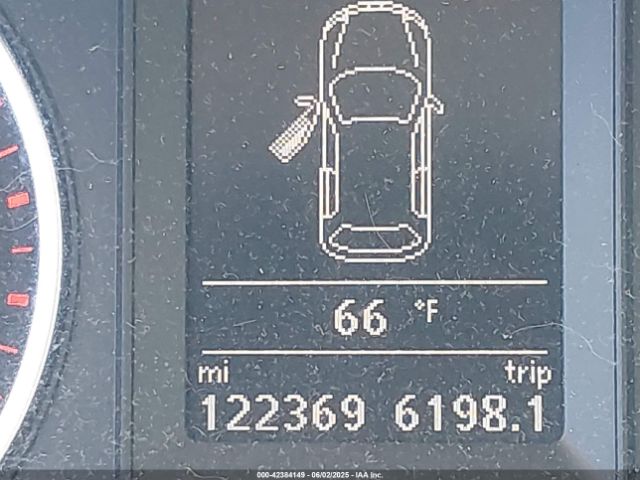 66 °F
mi trip
122369 6198.1
000-42384149 - 06/02/2025 - IAA Inc.